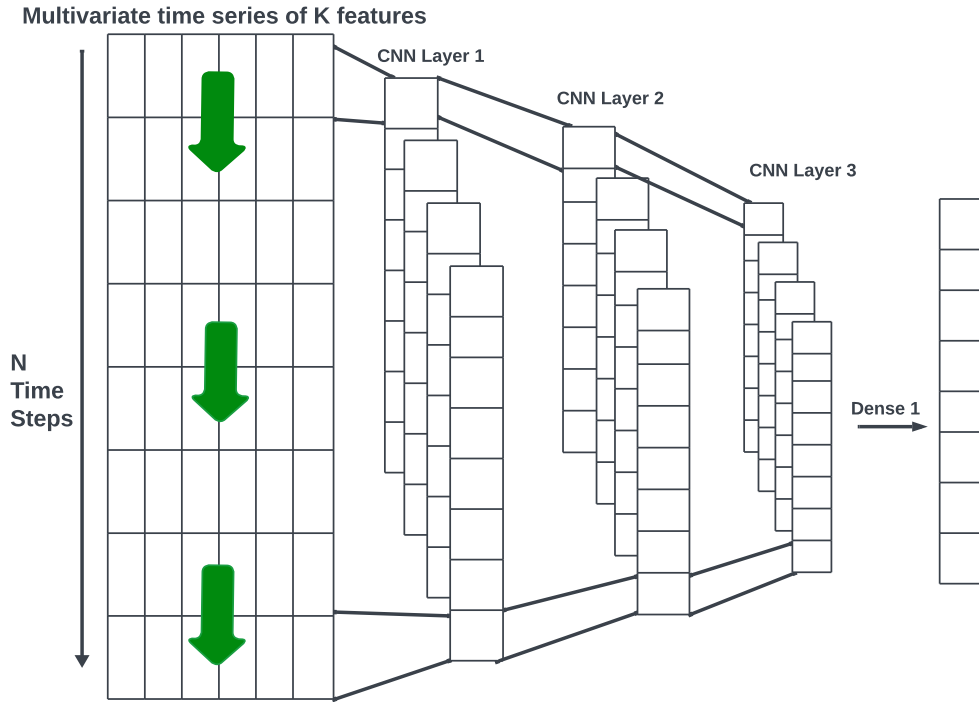 Multivariate time series of K features
CNN Layer 1
CNN Layer 2
CNN Layer 3
N
Time
Steps
Dense 1